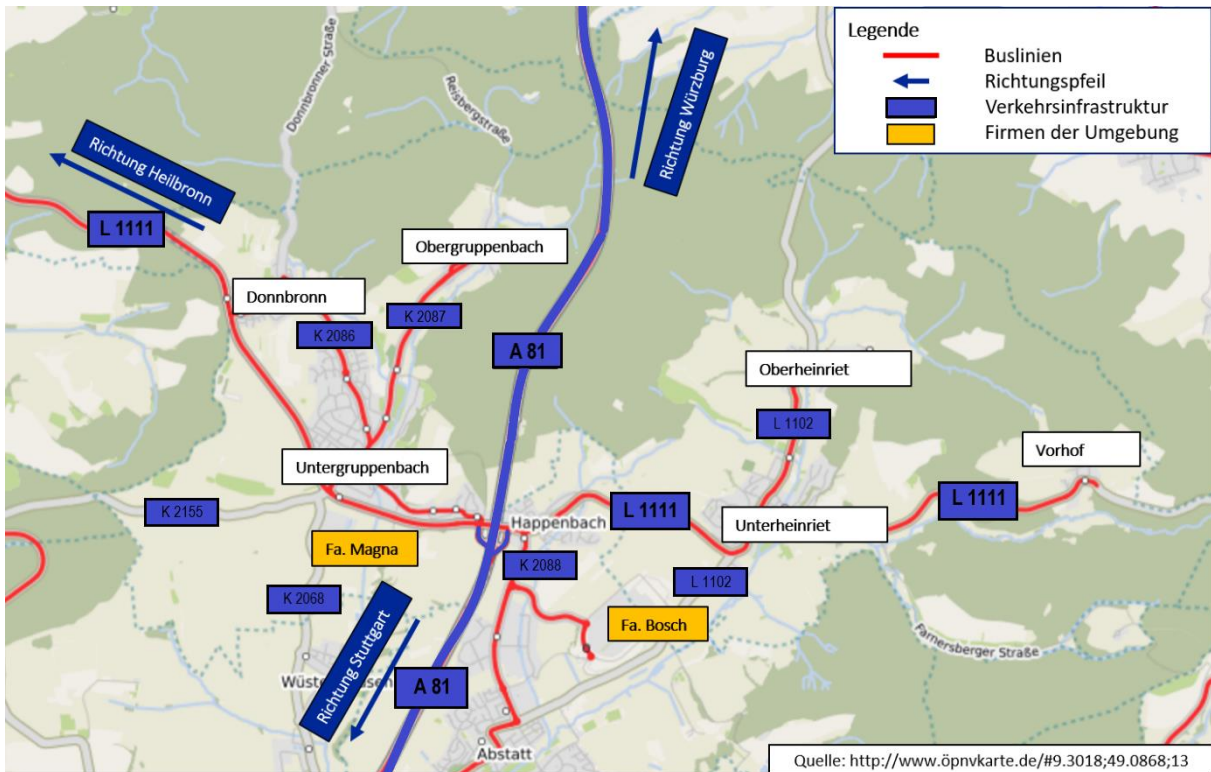 Legende
Buslinien
Richtungspfeil
Verkehrsinfrastruktur
Firmen der Umgebung
Donnbronner Straße
Reisbergstraße
Richtung Würzburg
Richtung Heilbronn
L 1111
Obergruppenbach
Donnbronn
K 2087
K 2086
A 81
Oberheinriet
L 1102
Untergruppenbach
Vorhof
K 2155
Happenbach
L 1111
Unterheinriet
L 1111
Fa. Magna
K 2088
L 1102
K 2068
Fa. Bosch
Farnersberger Straße
Richtung Stuttgart
A 81
Abstatt
Quelle: http://www.öpnvkarte.de/#9.3018;49.0868;13